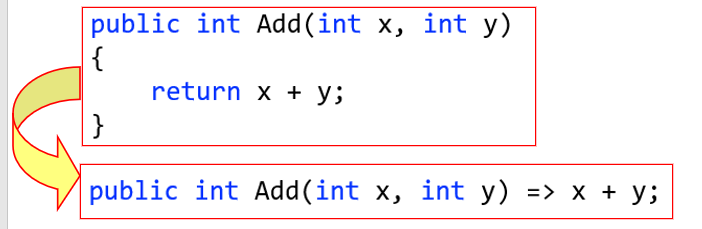 public int Add(int x, int y)
{
    return x + y;
}
public int Add(int x, int y) => x + y;